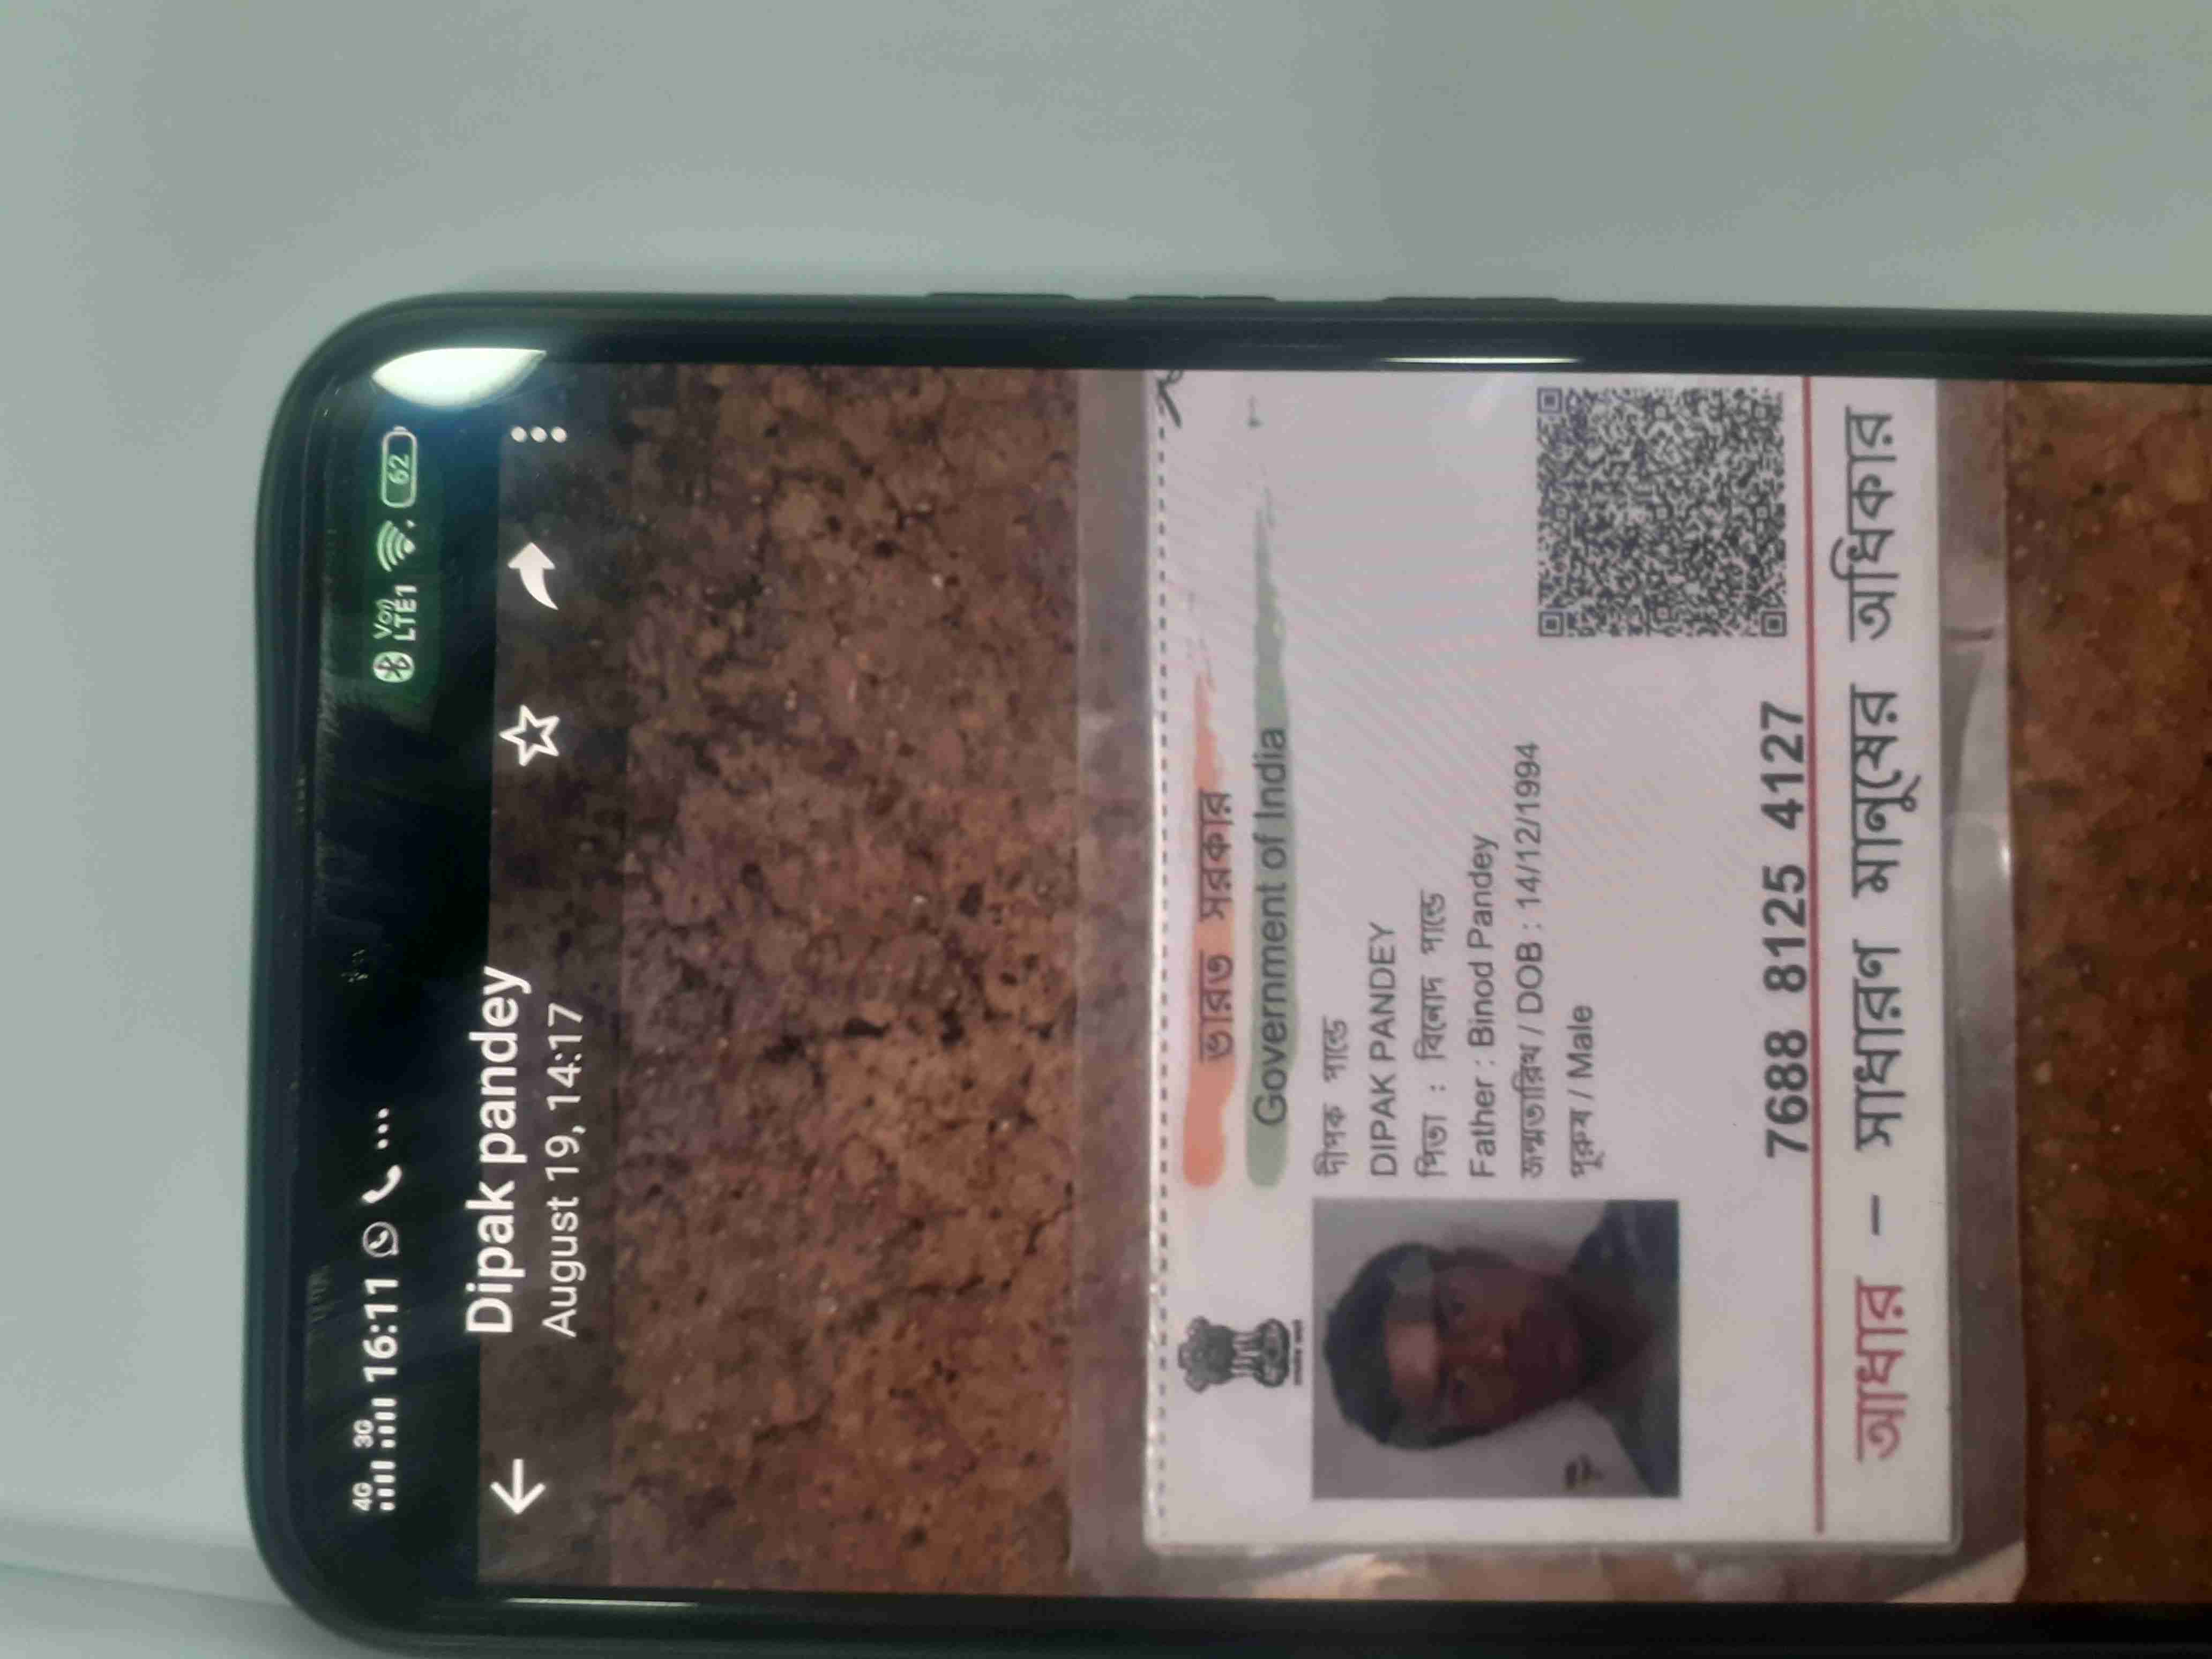 4G 3G 16:11 ... Vo)) LTE1 62
Dipak pandey
August 19, 14:17
ভারত সরকার
Government of India
দীপক পান্ডে
DIPAK PANDEY
পিতা : বিনোদ পান্ডে
Father : Binod Pandey
জন্মতারিখ / DOB : 14/12/1994
পুরুষ / Male
7688 8125 4127
আধার - সাধারণ মানুষের অধিকার